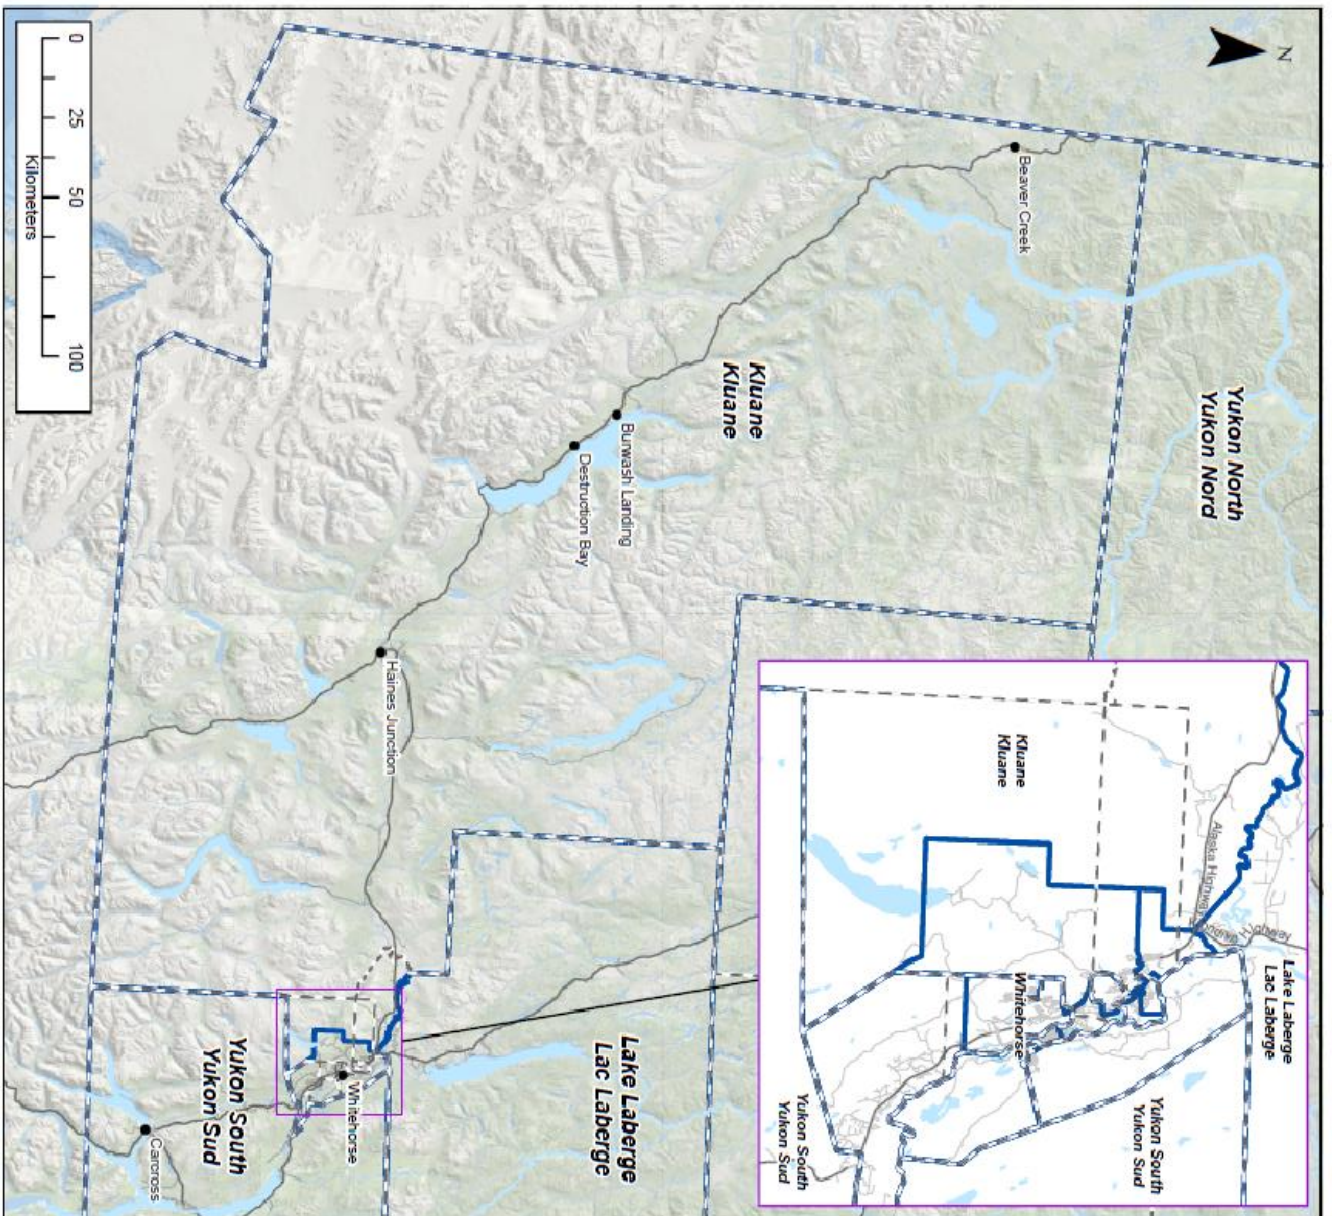 N
Yukon North
Yukon Nord
Beaver Creek
Kluane
Kluane
Burwash Landing
Destruction Bay
Haines Junction
Lake Laberge
Lac Laberge
Whitehorse
Yukon South
Yukon Sud
Carcross
Alaska Highway
Klondike Highway
Lake Laberge
Lac Laberge
Kluane
Kluane
Whitehorse
Yukon South
Yukon Sud
Yukon South
Yukon Sud
0 25 50 100
Kilometers